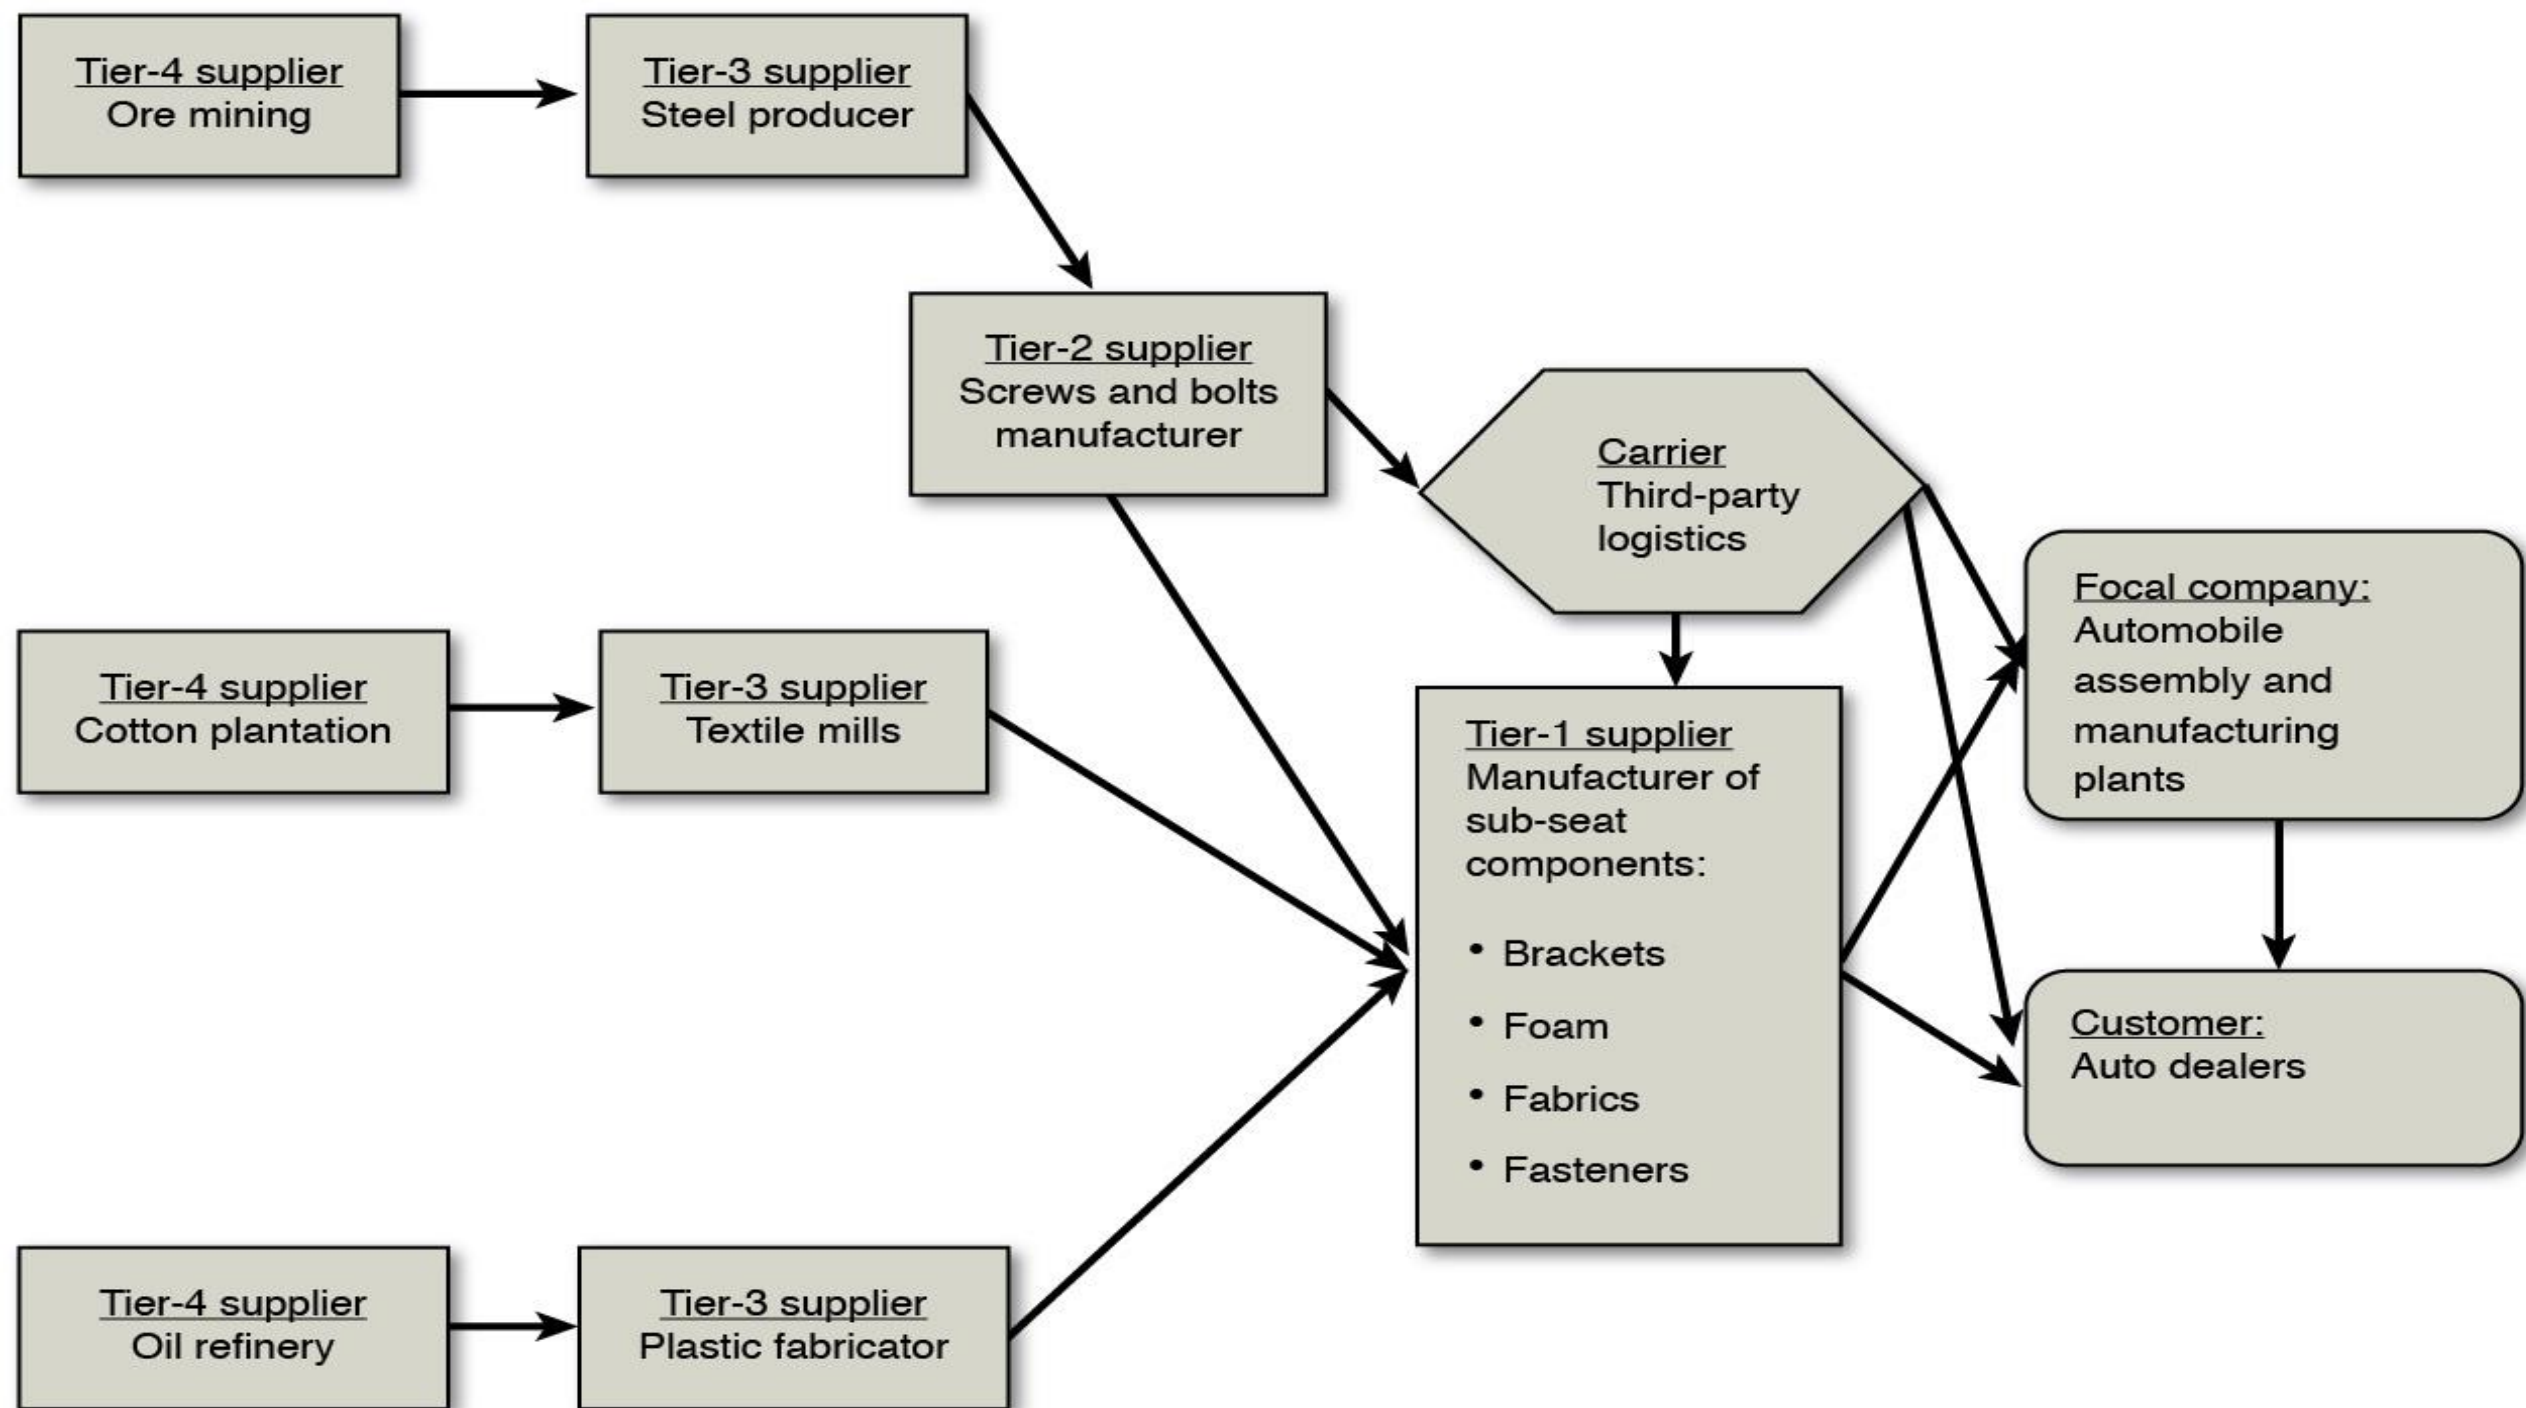 Tier-4 supplier
Ore mining
Tier-3 supplier
Steel producer
Tier-2 supplier
Screws and bolts
manufacturer
Carrier
Third-party
logistics
Focal company:
Automobile
assembly and
manufacturing
plants
Tier-4 supplier
Cotton plantation
Tier-3 supplier
Textile mills
Tier-1 supplier
Manufacturer of
sub-seat
components:
• Brackets
• Foam
• Fabrics
• Fasteners
Customer:
Auto dealers
Tier-4 supplier
Oil refinery
Tier-3 supplier
Plastic fabricator